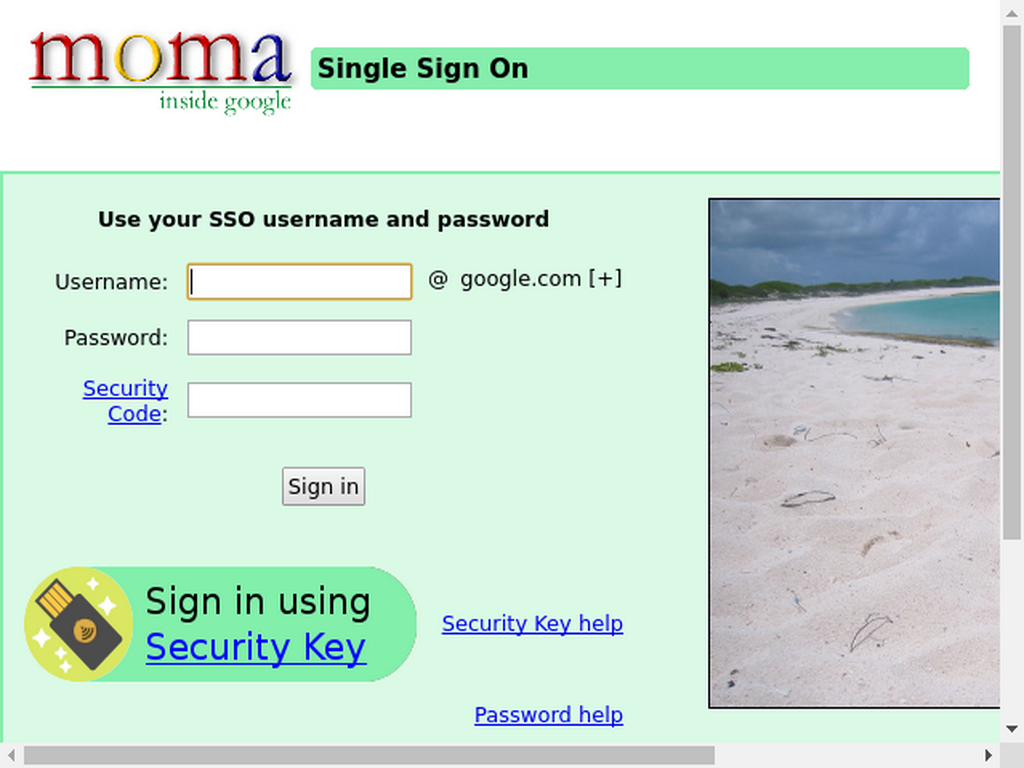 moma
inside google
Single Sign On
Use your SSO username and password
Username:
@ google.com [+]
Password:
Security
Code:
Sign in
Sign in using
Security Key
Security Key help
Password help